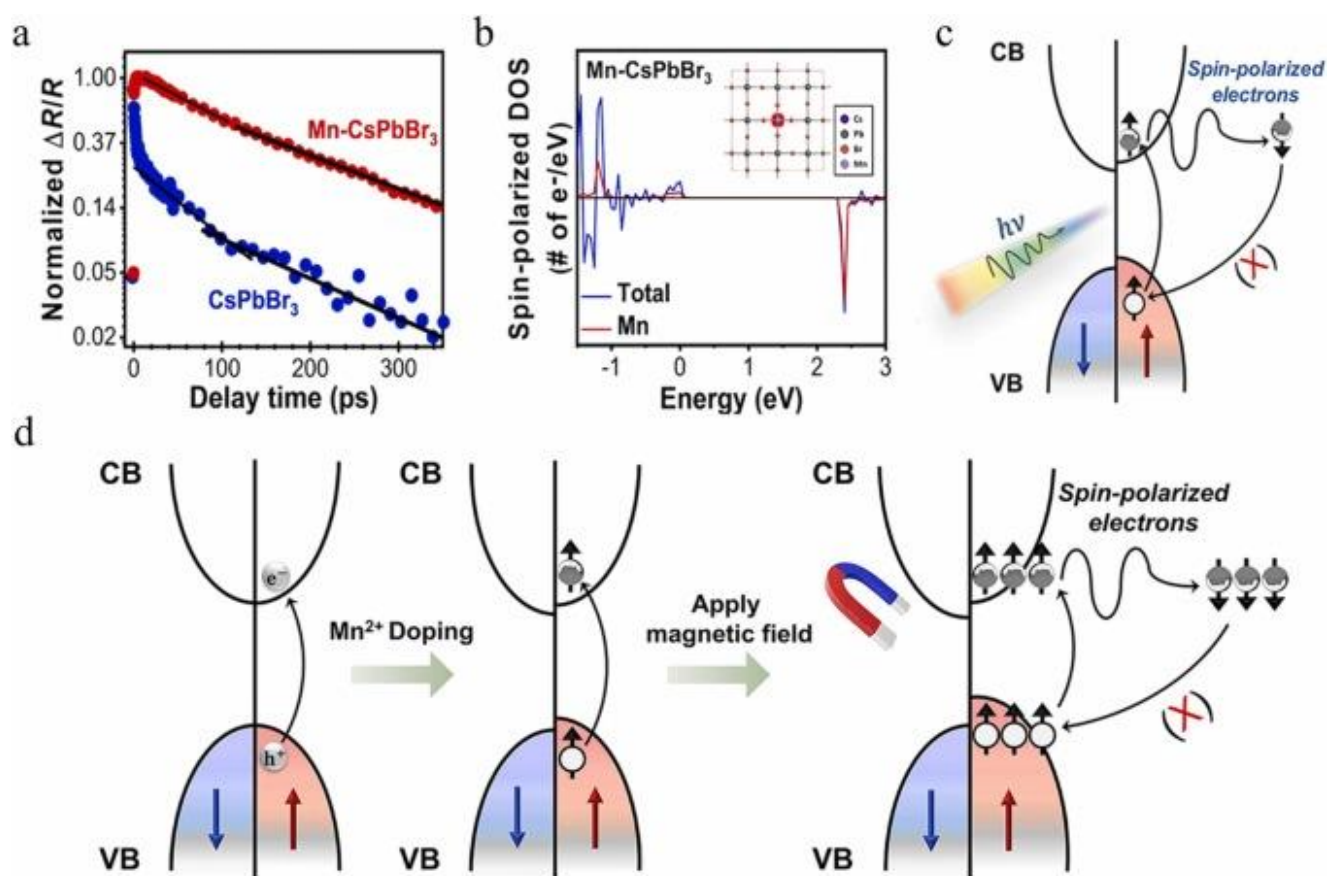 a
Normalized ΔR/R
1.00
0.37
0.14
0.05
0.02
Mn-CsPbBr₃
CsPbBr₃
0
100
200
300
Delay time (ps)
b
Spin-polarized DOS
(# of e⁻/eV)
Mn-CsPbBr₃
Cs
Pb
Br
Mn
Total
Mn
-1
0
1
2
3
Energy (eV)
c
CB
Spin-polarized
electrons
hν
(X)
VB
d
CB
e⁻
h⁺
VB
Mn²⁺ Doping
CB
VB
Apply
magnetic field
CB
Spin-polarized
electrons
(X)
VB